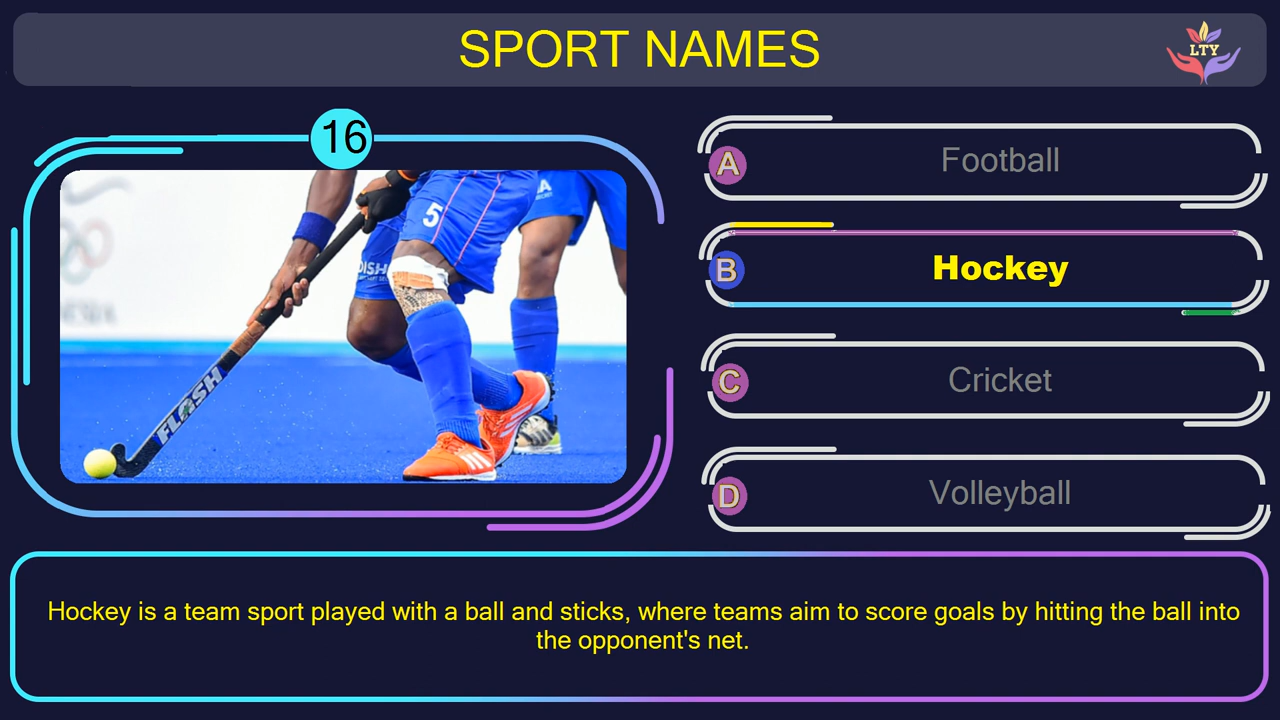 SPORT NAMES
LTY
16
5
FLASH
A
Football
B
Hockey
C
Cricket
D
Volleyball
Hockey is a team sport played with a ball and sticks, where teams aim to score goals by hitting the ball into
the opponent's net.